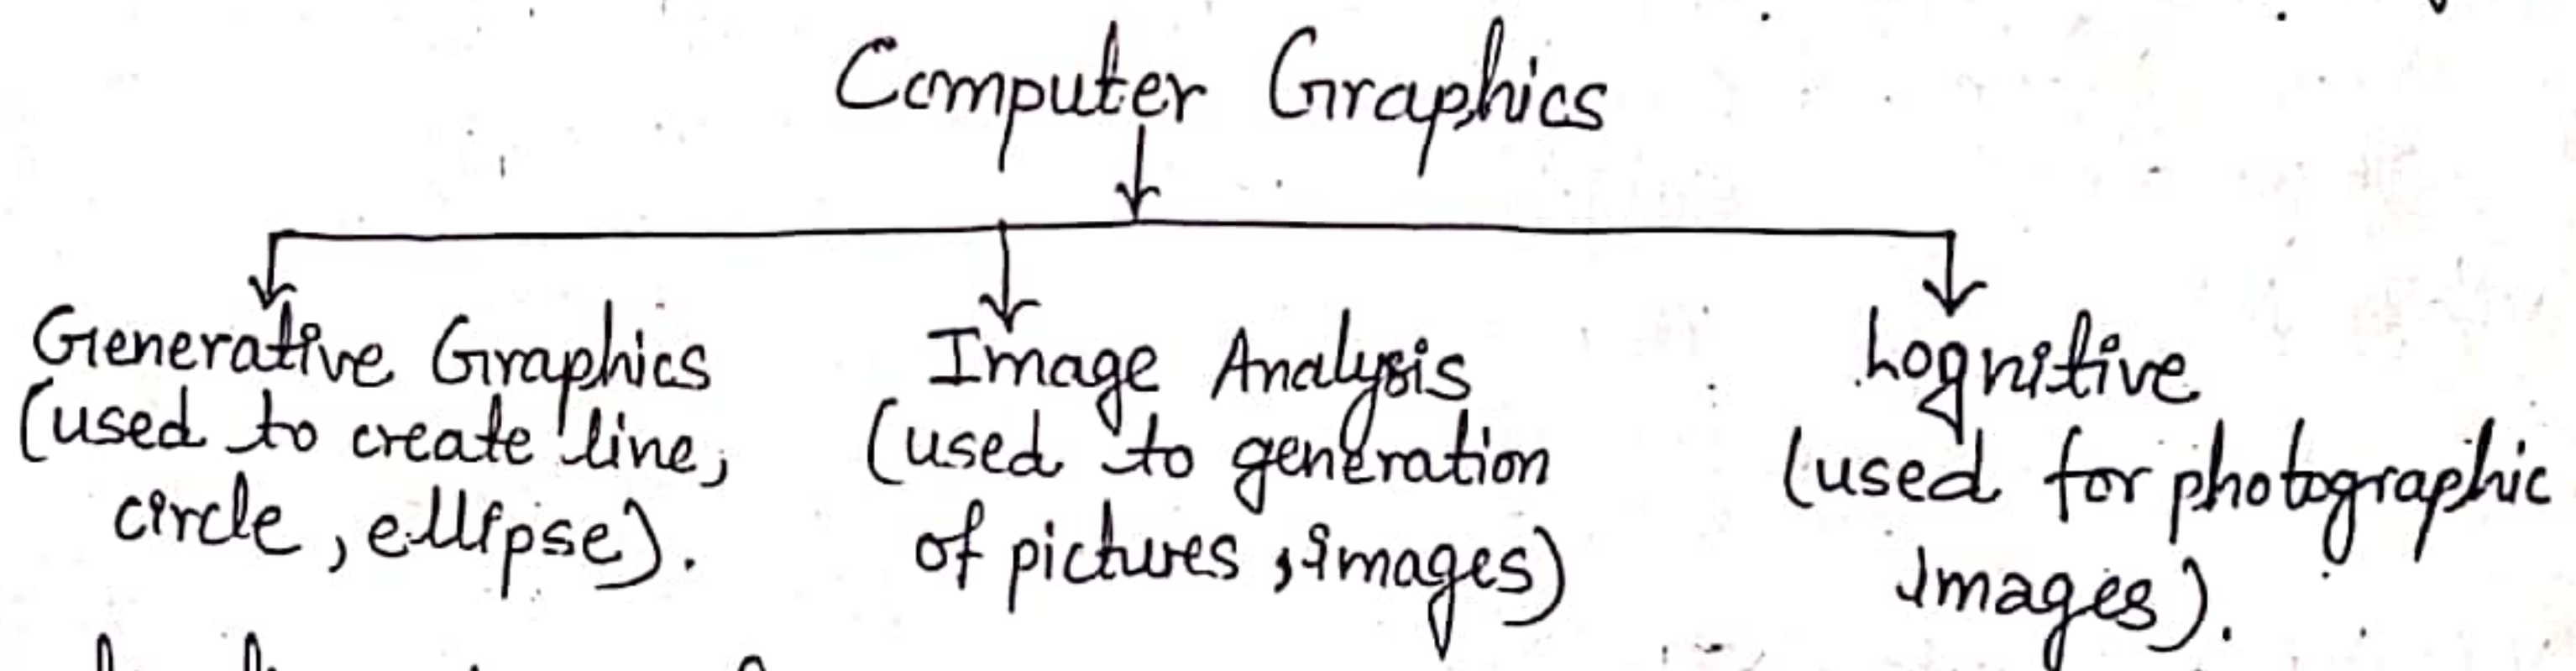 Computer Graphics
Generative Graphics
(used to create line,
circle, ellipse).
Image Analysis
(used to generation
of pictures, images)
Lognitive
(used for photographic
images).